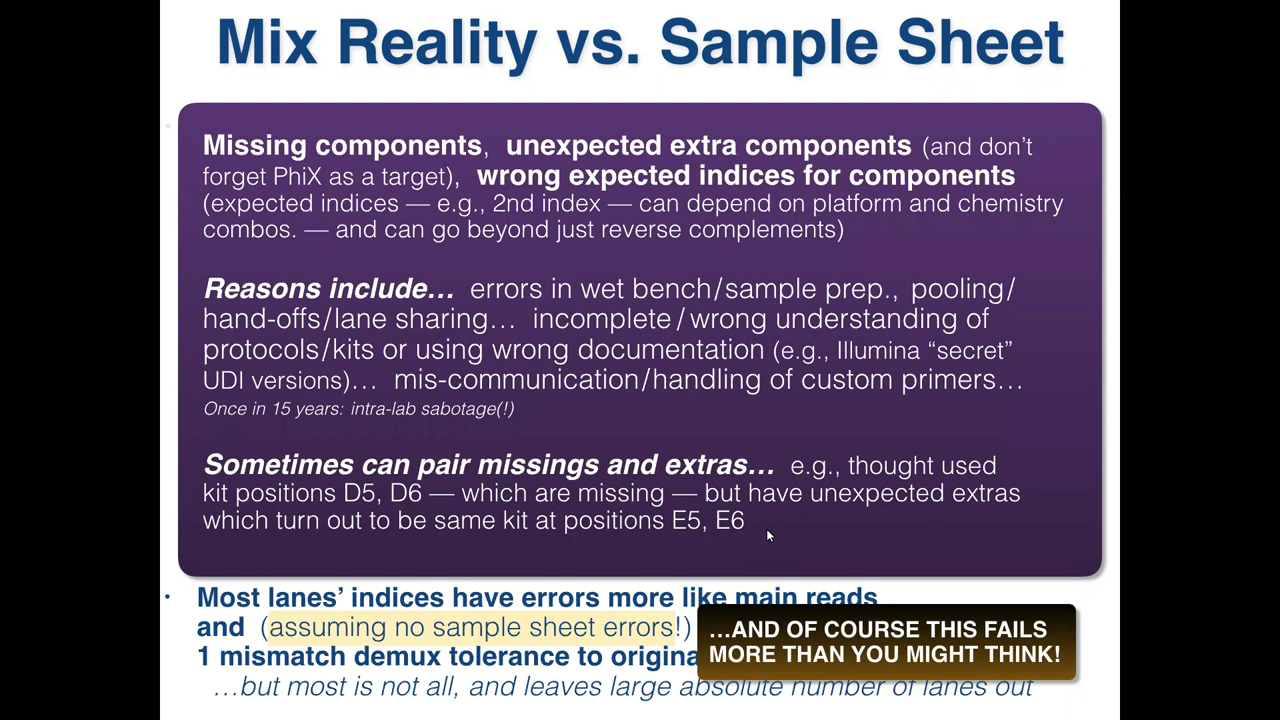 Mix Reality vs. Sample Sheet
Missing components, unexpected extra components (and don’t
forget PhiX as a target), wrong expected indices for components
(expected indices — e.g., 2nd index — can depend on platform and chemistry
combos. — and can go beyond just reverse complements)
Reasons include… errors in wet bench/sample prep., pooling/
hand-offs/lane sharing… incomplete/wrong understanding of
protocols/kits or using wrong documentation (e.g., Illumina “secret”
UDI versions)… mis-communication/handling of custom primers…
Once in 15 years: intra-lab sabotage(!)
Sometimes can pair missings and extras… e.g., thought used
kit positions D5, D6 — which are missing — but have unexpected extras
which turn out to be same kit at positions E5, E6
• Most lanes’ indices have errors more like main reads
and (assuming no sample sheet errors!)
1 mismatch demux tolerance to origina
…but most is not all, and leaves large absolute number of lanes out
…AND OF COURSE THIS FAILS
MORE THAN YOU MIGHT THINK!